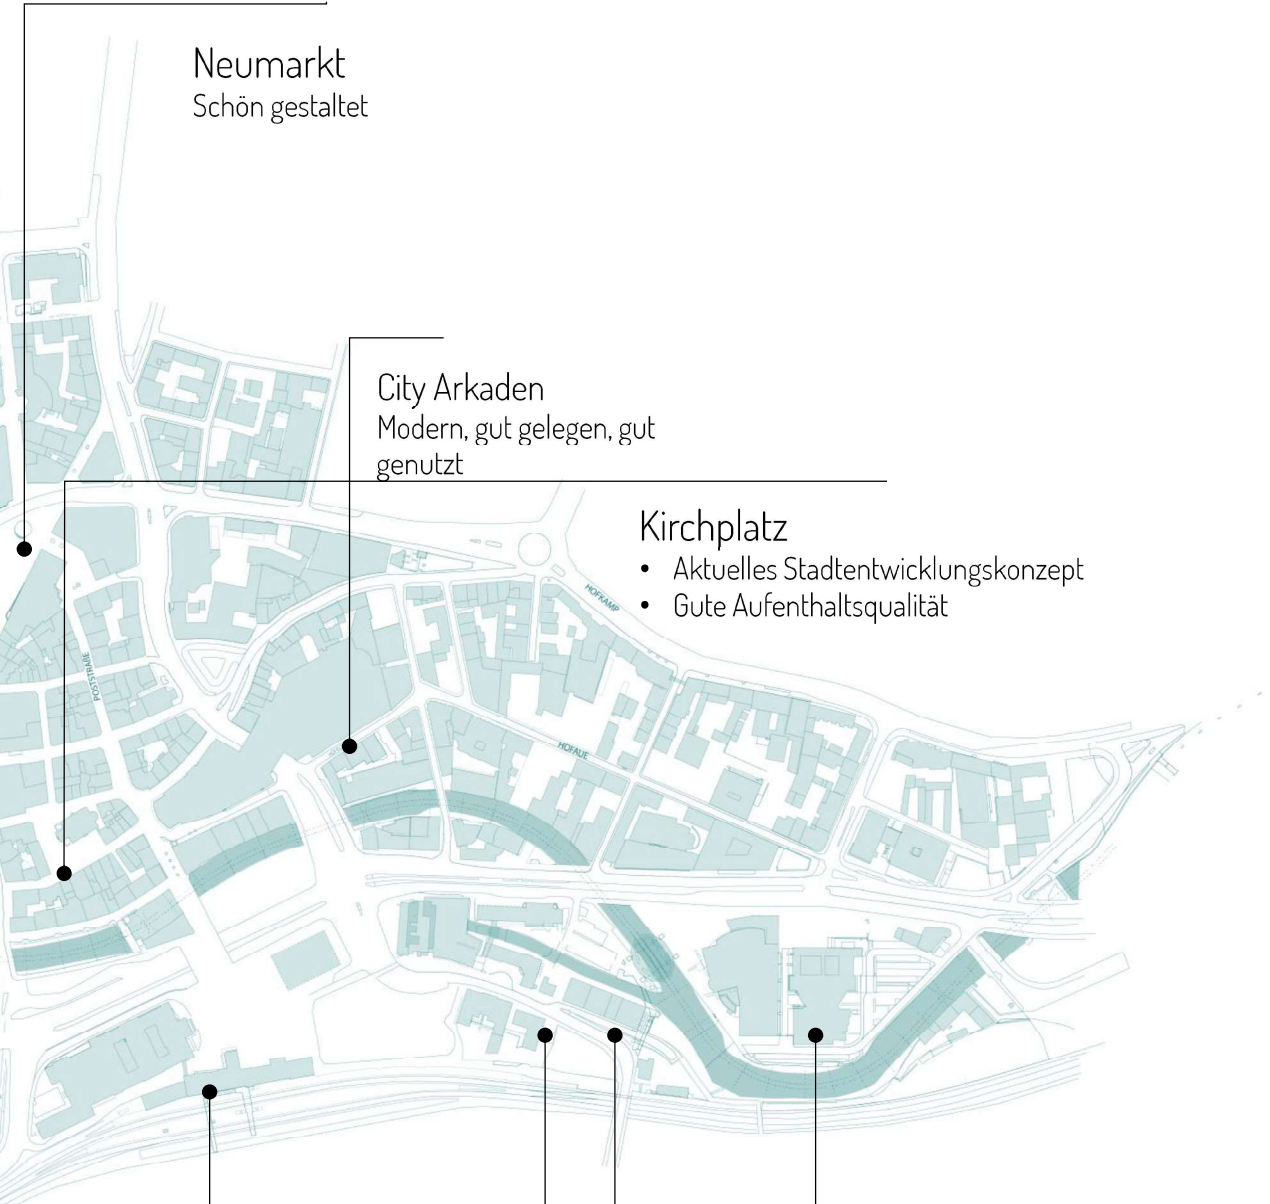 Neumarkt
Schön gestaltet
City Arkaden
Modern, gut gelegen, gut
genutzt
Kirchplatz
• Aktuelles Stadtentwicklungskonzept
• Gute Aufenthaltsqualität
HOFKAMP
POSTSTRAßE
HOFAUE